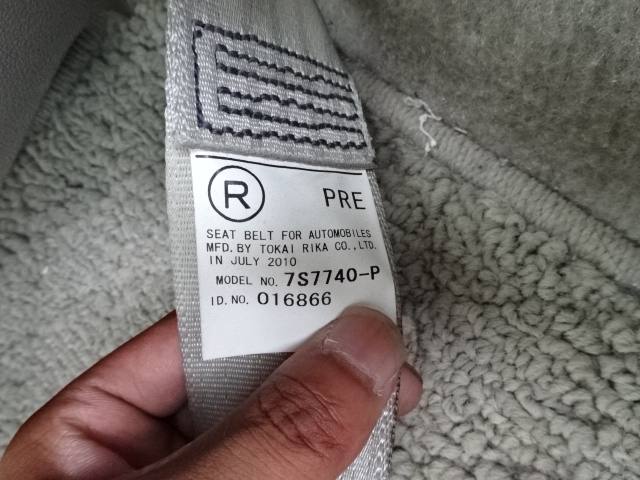 R PRE
SEAT BELT FOR AUTOMOBILES
MFD. BY TOKAI RIKA CO., LTD.
IN JULY 2010
MODEL NO. 7S7740-P
ID. NO. 016866